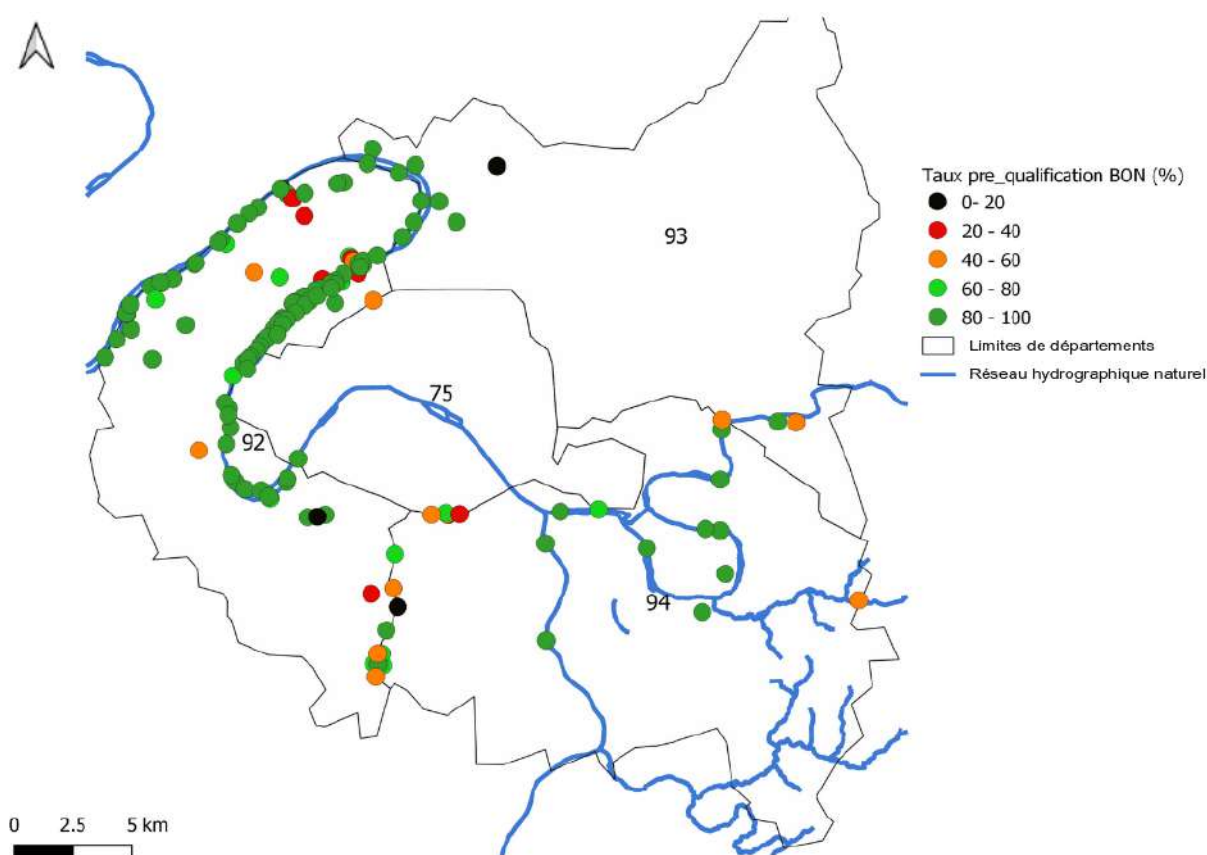 93
Taux pre_qualification BON (%)
0- 20
20 - 40
40 - 60
60 - 80
80 - 100
Limites de départements
Réseau hydrographique naturel
75
92
94
0 2.5 5 km